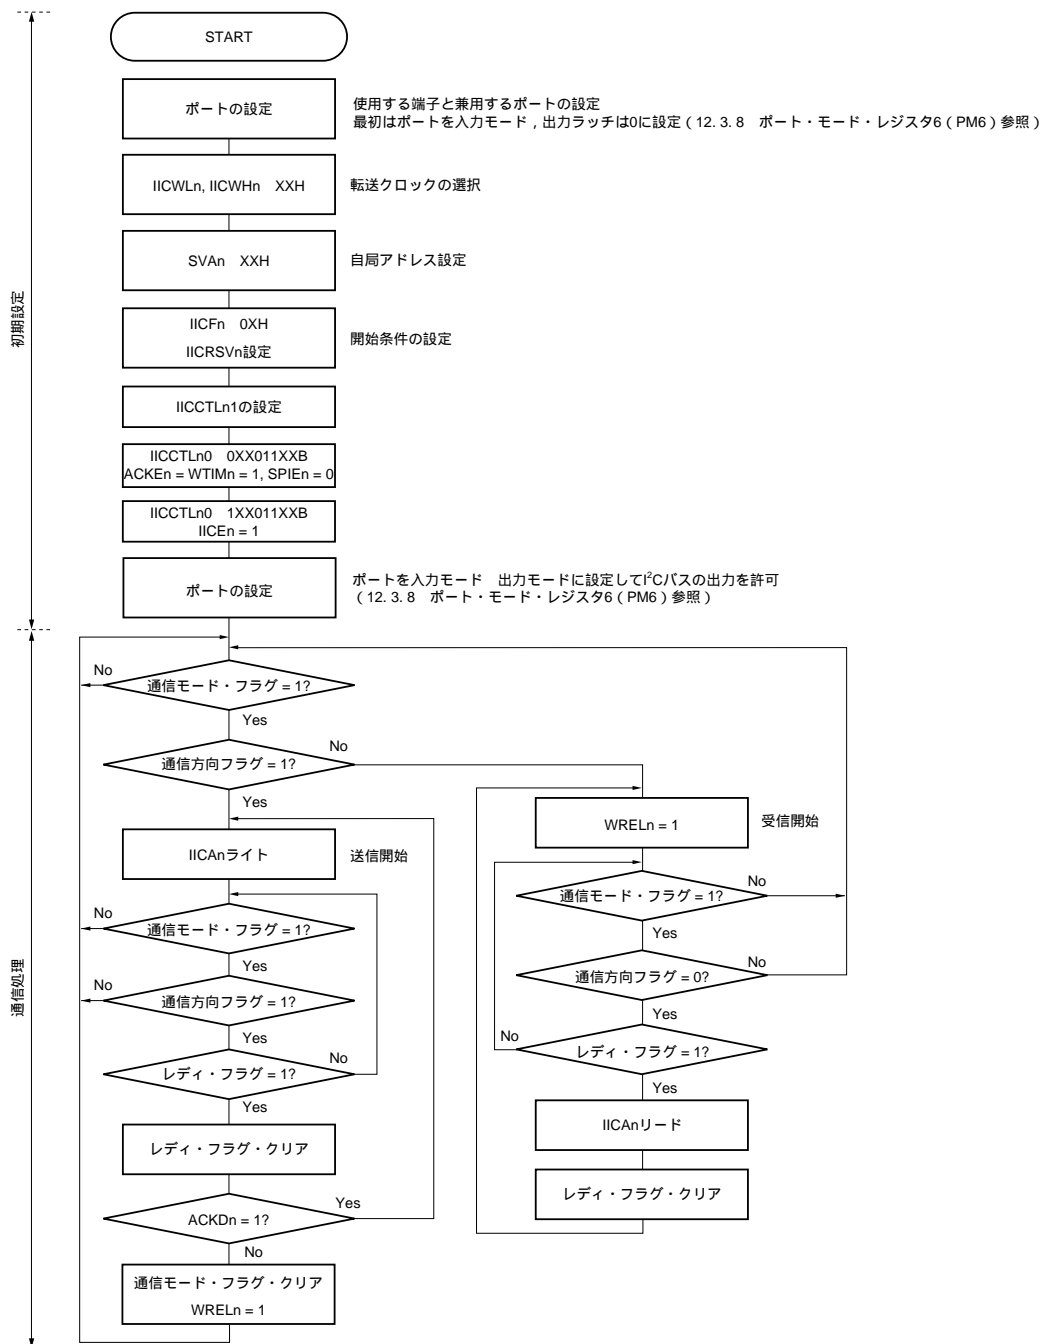 START
ポートの設定
使用する端子と兼用するポートの設定
最初はポートを入力モード，出力ラッチは0に設定（12. 3. 8　ポート・モード・レジスタ6（PM6）参照）
IICWLn, IICWHn　XXH
転送クロックの選択
SVAn　XXH
自局アドレス設定
IICFn　0XH
IICRSVn設定
開始条件の設定
初期設定
IICCTLn1の設定
IICCTLn0　0XX011XXB
ACKEn = WTIMn = 1, SPIEn = 0
IICCTLn0　1XX011XXB
IICEn = 1
ポートの設定
ポートを入力モード　出力モードに設定してI²Cバスの出力を許可
（12. 3. 8　ポート・モード・レジスタ6（PM6）参照）
No
通信モード・フラグ = 1?
Yes
No
通信方向フラグ = 1?
Yes
IICAnライト
送信開始
No
通信モード・フラグ = 1?
Yes
No
通信方向フラグ = 1?
Yes
No
レディ・フラグ = 1?
Yes
レディ・フラグ・クリア
Yes
ACKDn = 1?
No
通信モード・フラグ・クリア
WRELn = 1
通信処理
WRELn = 1
受信開始
No
通信モード・フラグ = 1?
Yes
No
通信方向フラグ = 0?
Yes
No
レディ・フラグ = 1?
Yes
IICAnリード
レディ・フラグ・クリア